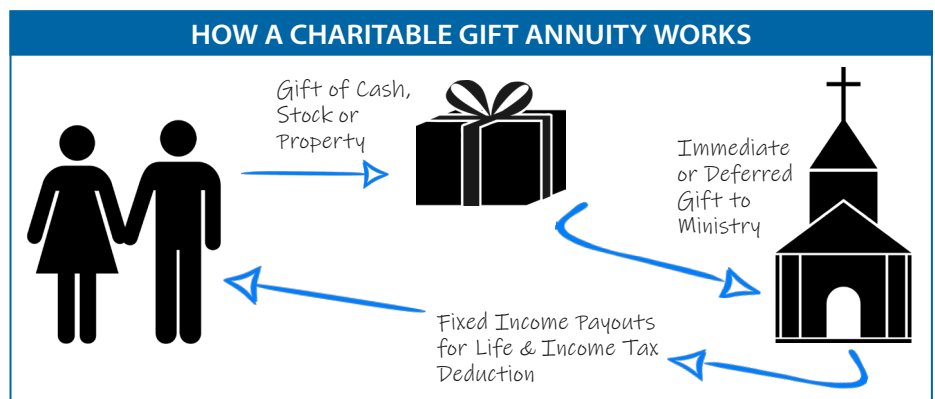 HOW A CHARITABLE GIFT ANNUITY WORKS
Gift of Cash,
Stock or
Property
Immediate
or Deferred
Gift to
Ministry
Fixed Income Payouts
for Life & Income Tax
Deduction